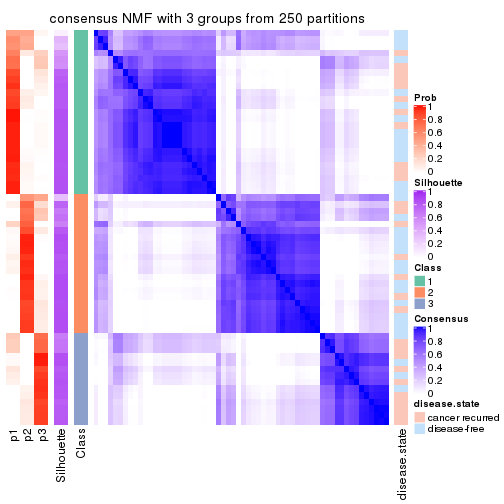 consensus NMF with 3 groups from 250 partitions
Prob
1
0.8
0.6
0.4
0.2
0
Silhouette
1
0.8
0.6
0.4
0.2
0
Class
1
2
3
Consensus
1
0.8
0.6
0.4
0.2
0
disease.state
cancer recurred
disease-free
p1
p2
p3
Silhouette
Class
disease.state